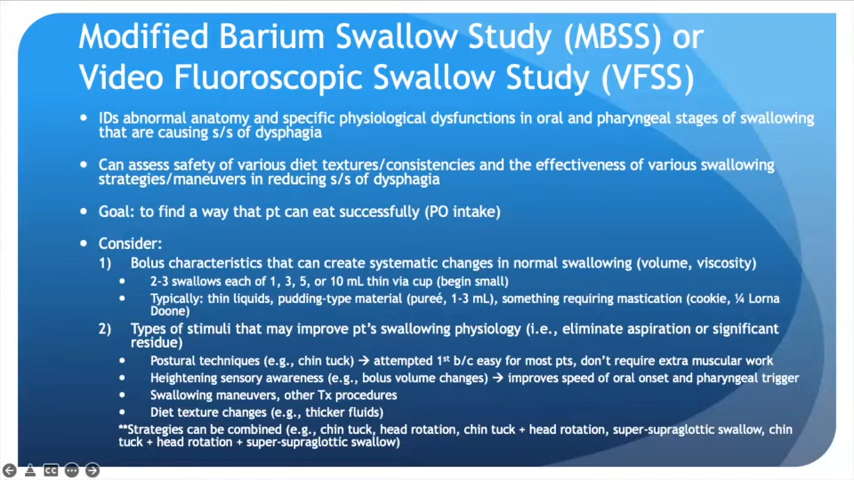 Modified Barium Swallow Study (MBSS) or
Video Fluoroscopic Swallow Study (VFSS)
• IDs abnormal anatomy and specific physiological dysfunctions in oral and pharyngeal stages of swallowing
that are causing s/s of dysphagia
• Can assess safety of various diet textures/consistencies and the effectiveness of various swallowing
strategies/maneuvers in reducing s/s of dysphagia
• Goal: to find a way that pt can eat successfully (PO intake)
• Consider:
1) Bolus characteristics that can create systematic changes in normal swallowing (volume, viscosity)
• 2-3 swallows each of 1, 3, 5, or 10 mL thin via cup (begin small)
• Typically: thin liquids, pudding-type material (pureé, 1-3 mL), something requiring mastication (cookie, ¼ Lorna
Doone)
2) Types of stimuli that may improve pt's swallowing physiology (i.e., eliminate aspiration or significant
residue)
• Postural techniques (e.g., chin tuck) → attempted 1st b/c easy for most pts, don't require extra muscular work
• Heightening sensory awareness (e.g., bolus volume changes) → improves speed of oral onset and pharyngeal trigger
• Swallowing maneuvers, other Tx procedures
• Diet texture changes (e.g., thicker fluids)
**Strategies can be combined (e.g., chin tuck, head rotation, chin tuck + head rotation, super-supraglottic swallow, chin
tuck + head rotation + super-supraglottic swallow)
CC